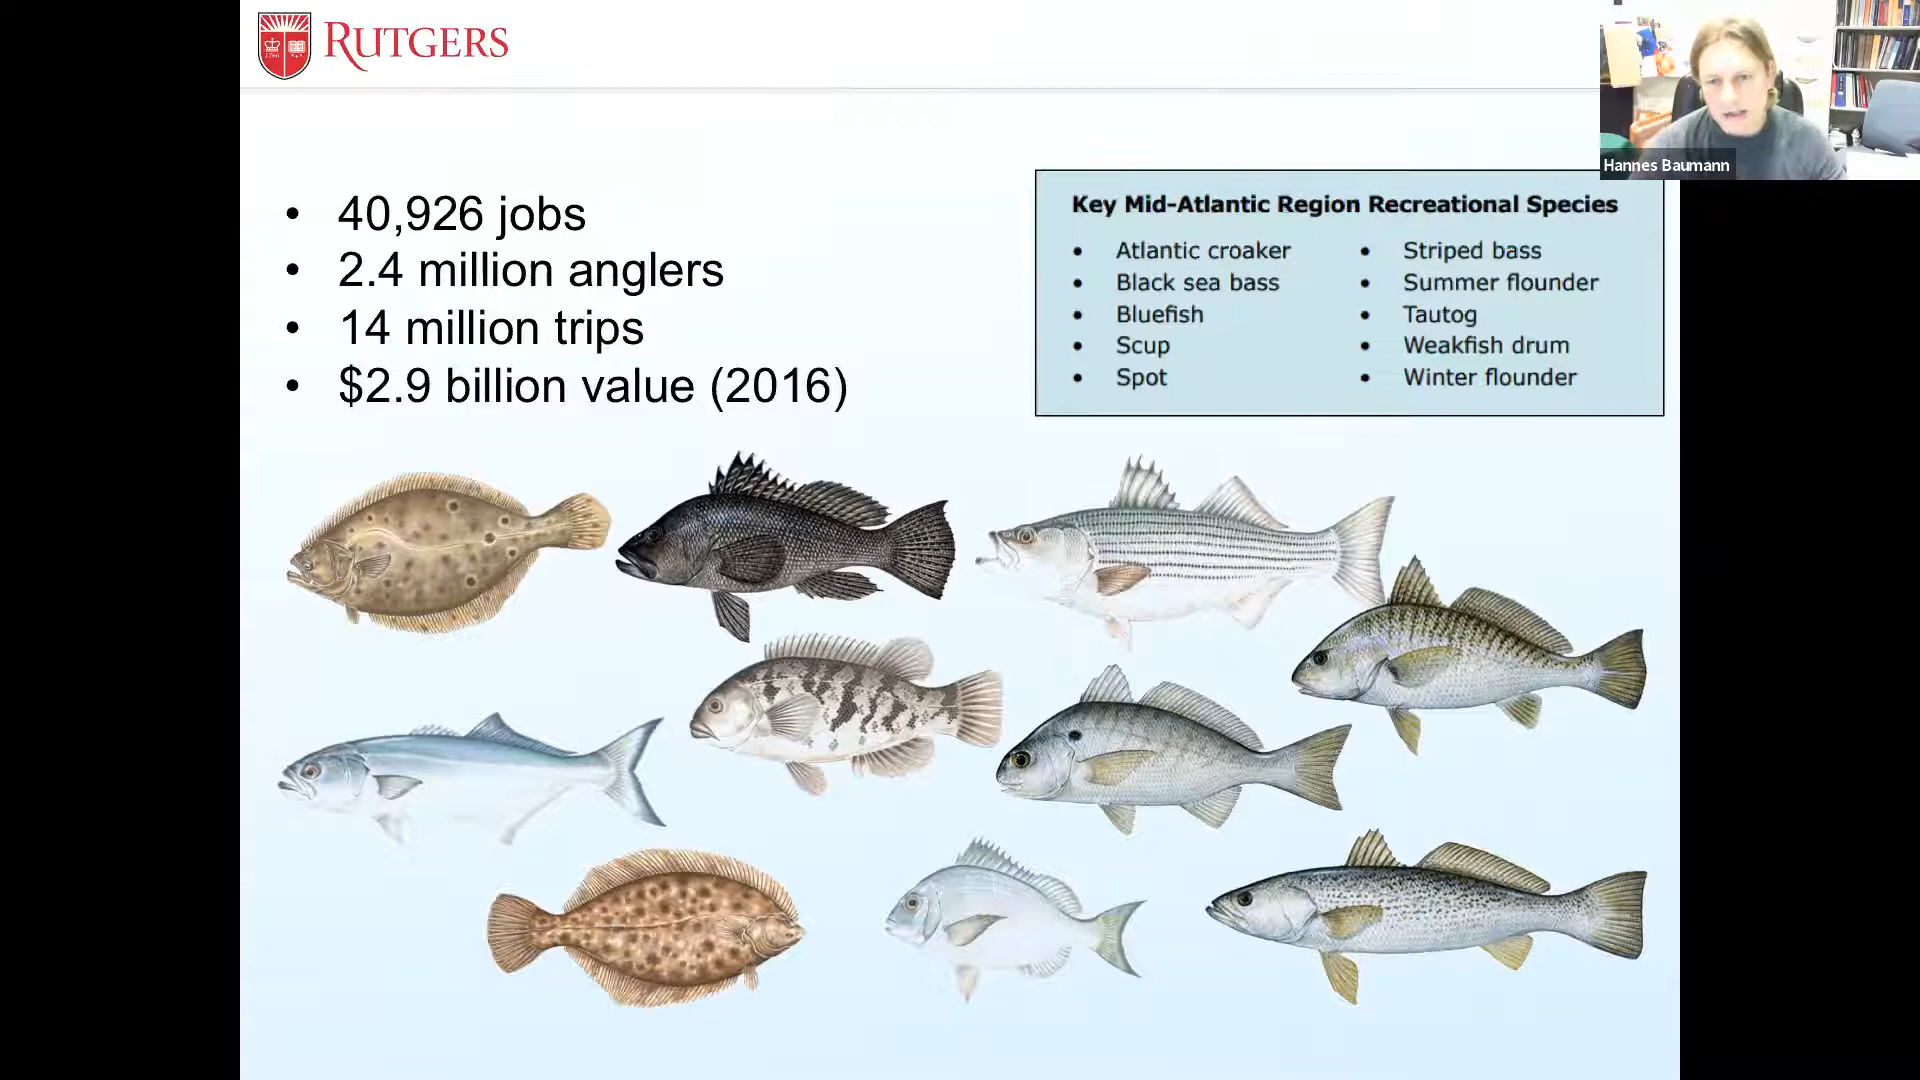 RUTGERS
1766
Hannes Baumann
• 40,926 jobs
• 2.4 million anglers
• 14 million trips
• $2.9 billion value (2016)
Key Mid-Atlantic Region Recreational Species
• Atlantic croaker
• Black sea bass
• Bluefish
• Scup
• Spot
• Striped bass
• Summer flounder
• Tautog
• Weakfish drum
• Winter flounder